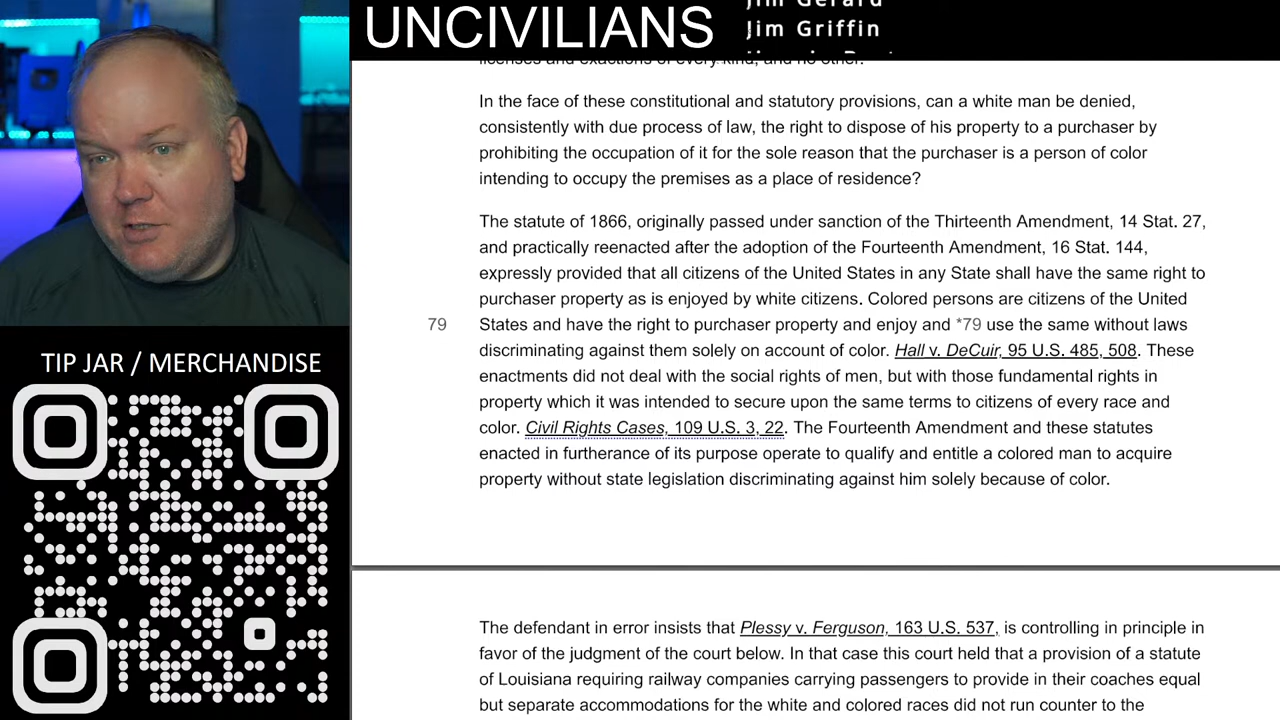 UNCIVILIANS
Jim Gerard
Jim Griffin
licenses and exactions of every kind, and no other.
In the face of these constitutional and statutory provisions, can a white man be denied,
consistently with due process of law, the right to dispose of his property to a purchaser by
prohibiting the occupation of it for the sole reason that the purchaser is a person of color
intending to occupy the premises as a place of residence?
The statute of 1866, originally passed under sanction of the Thirteenth Amendment, 14 Stat. 27,
and practically reenacted after the adoption of the Fourteenth Amendment, 16 Stat. 144,
expressly provided that all citizens of the United States in any State shall have the same right to
purchaser property as is enjoyed by white citizens. Colored persons are citizens of the United
79 States and have the right to purchaser property and enjoy and *79 use the same without laws
discriminating against them solely on account of color. Hall v. DeCuir, 95 U.S. 485, 508. These
enactments did not deal with the social rights of men, but with those fundamental rights in
property which it was intended to secure upon the same terms to citizens of every race and
color. Civil Rights Cases, 109 U.S. 3, 22. The Fourteenth Amendment and these statutes
enacted in furtherance of its purpose operate to qualify and entitle a colored man to acquire
property without state legislation discriminating against him solely because of color.
The defendant in error insists that Plessy v. Ferguson, 163 U.S. 537, is controlling in principle in
favor of the judgment of the court below. In that case this court held that a provision of a statute
of Louisiana requiring railway companies carrying passengers to provide in their coaches equal
but separate accommodations for the white and colored races did not run counter to the
TIP JAR / MERCHANDISE